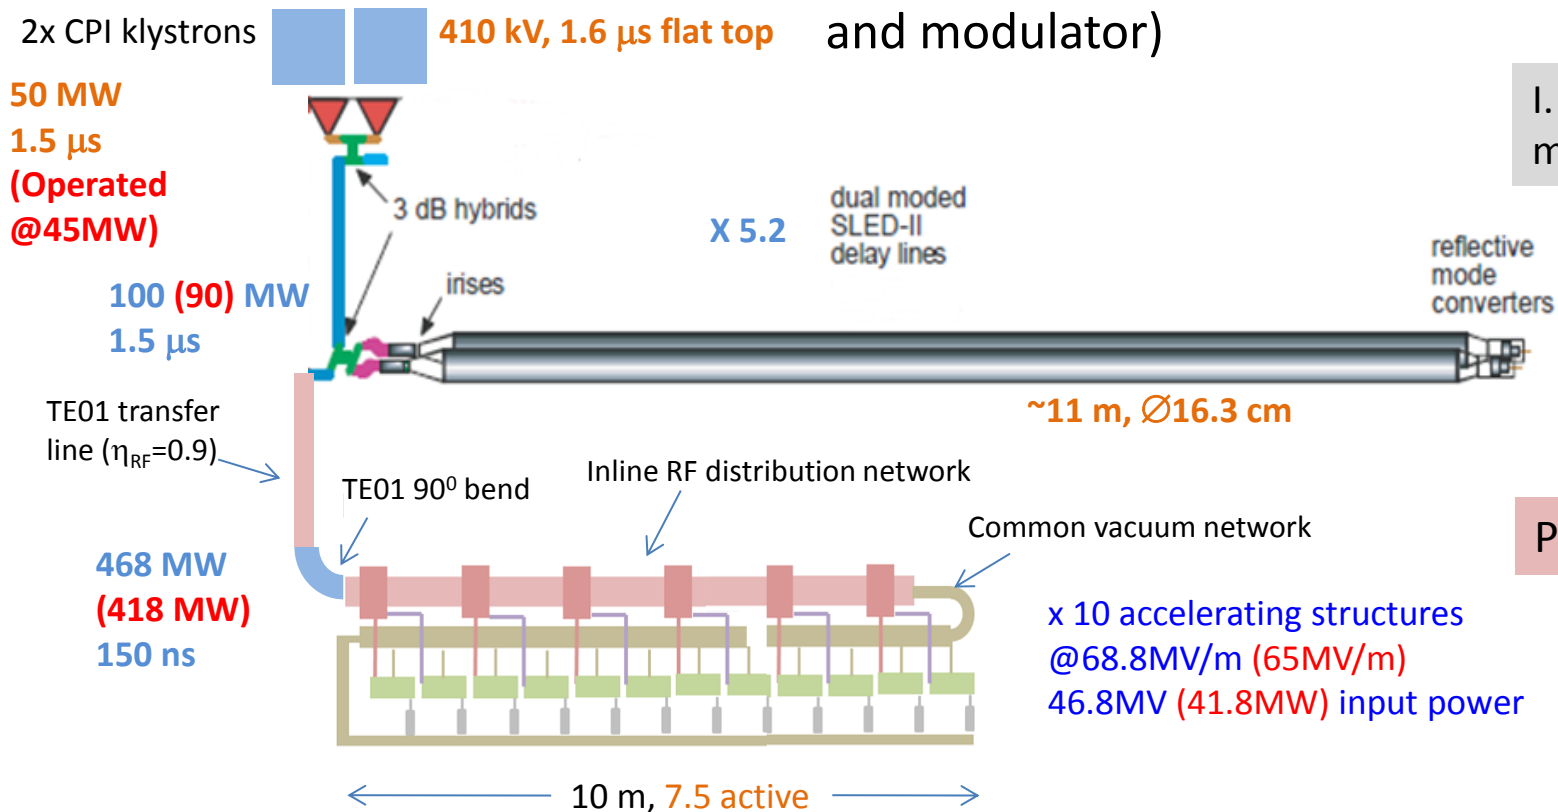 2x CPI klystrons
410 kV, 1.6 μs flat top
and modulator)
50 MW
1.5 μs
(Operated
@45MW)
I.
m
3 dB hybrids
X 5.2
dual moded
SLED-II
delay lines
reflective
mode
converters
irises
100 (90) MW
1.5 μs
~11 m, ∅16.3 cm
TE01 transfer
line (ηRF=0.9)
TE01 90⁰ bend
Inline RF distribution network
Common vacuum network
P
468 MW
(418 MW)
150 ns
x 10 accelerating structures
@68.8MV/m (65MV/m)
46.8MV (41.8MW) input power
10 m, 7.5 active